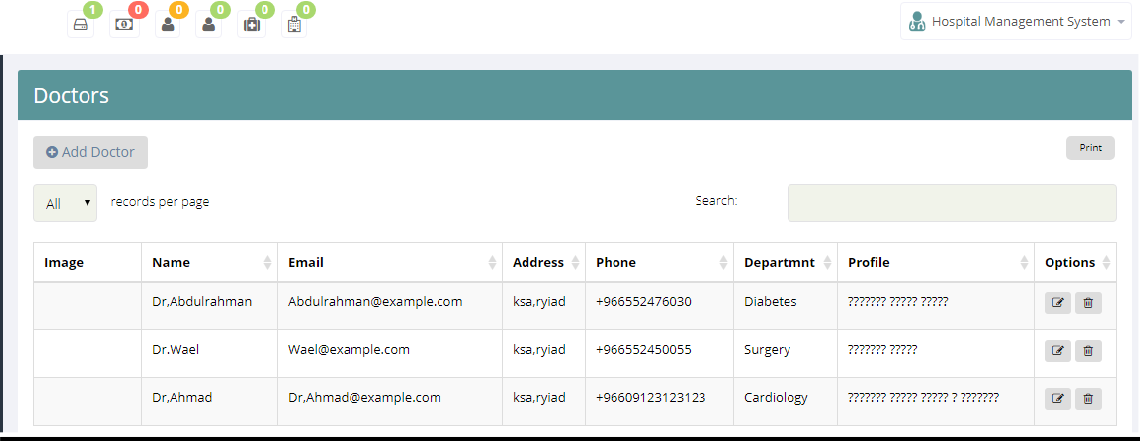 1 0 0 0 0 0
Hospital Management System
Doctors
Add Doctor
Print
All records per page Search:
Image Name Email Address Phone Departmnt Profile Options
Dr,Abdulrahman Abdulrahman@example.com ksa,ryiad +966552476030 Diabetes ??????? ????? ?????
Dr.Wael Wael@example.com ksa,ryiad +966552450055 Surgery ??????? ?????
Dr,Ahmad Dr,Ahmad@example.com ksa,ryiad +96609123123123 Cardiology ??????? ????? ????? ? ???????